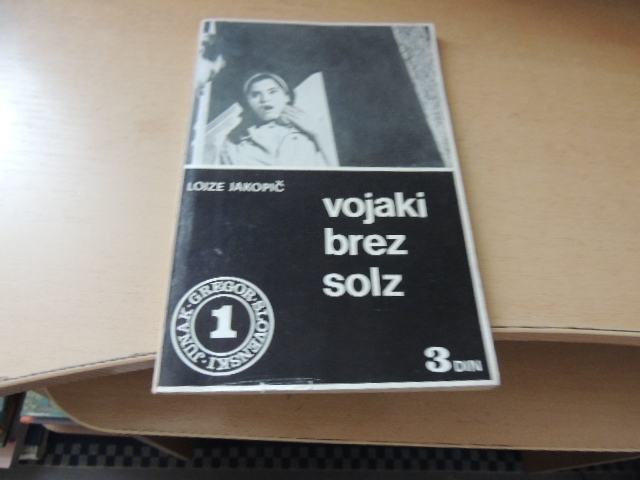 LOJZE JAKOPIČ
vojaki
brez
solz
JUNAK · GREGOR · SLOVENSKI ·
1
3 DIN